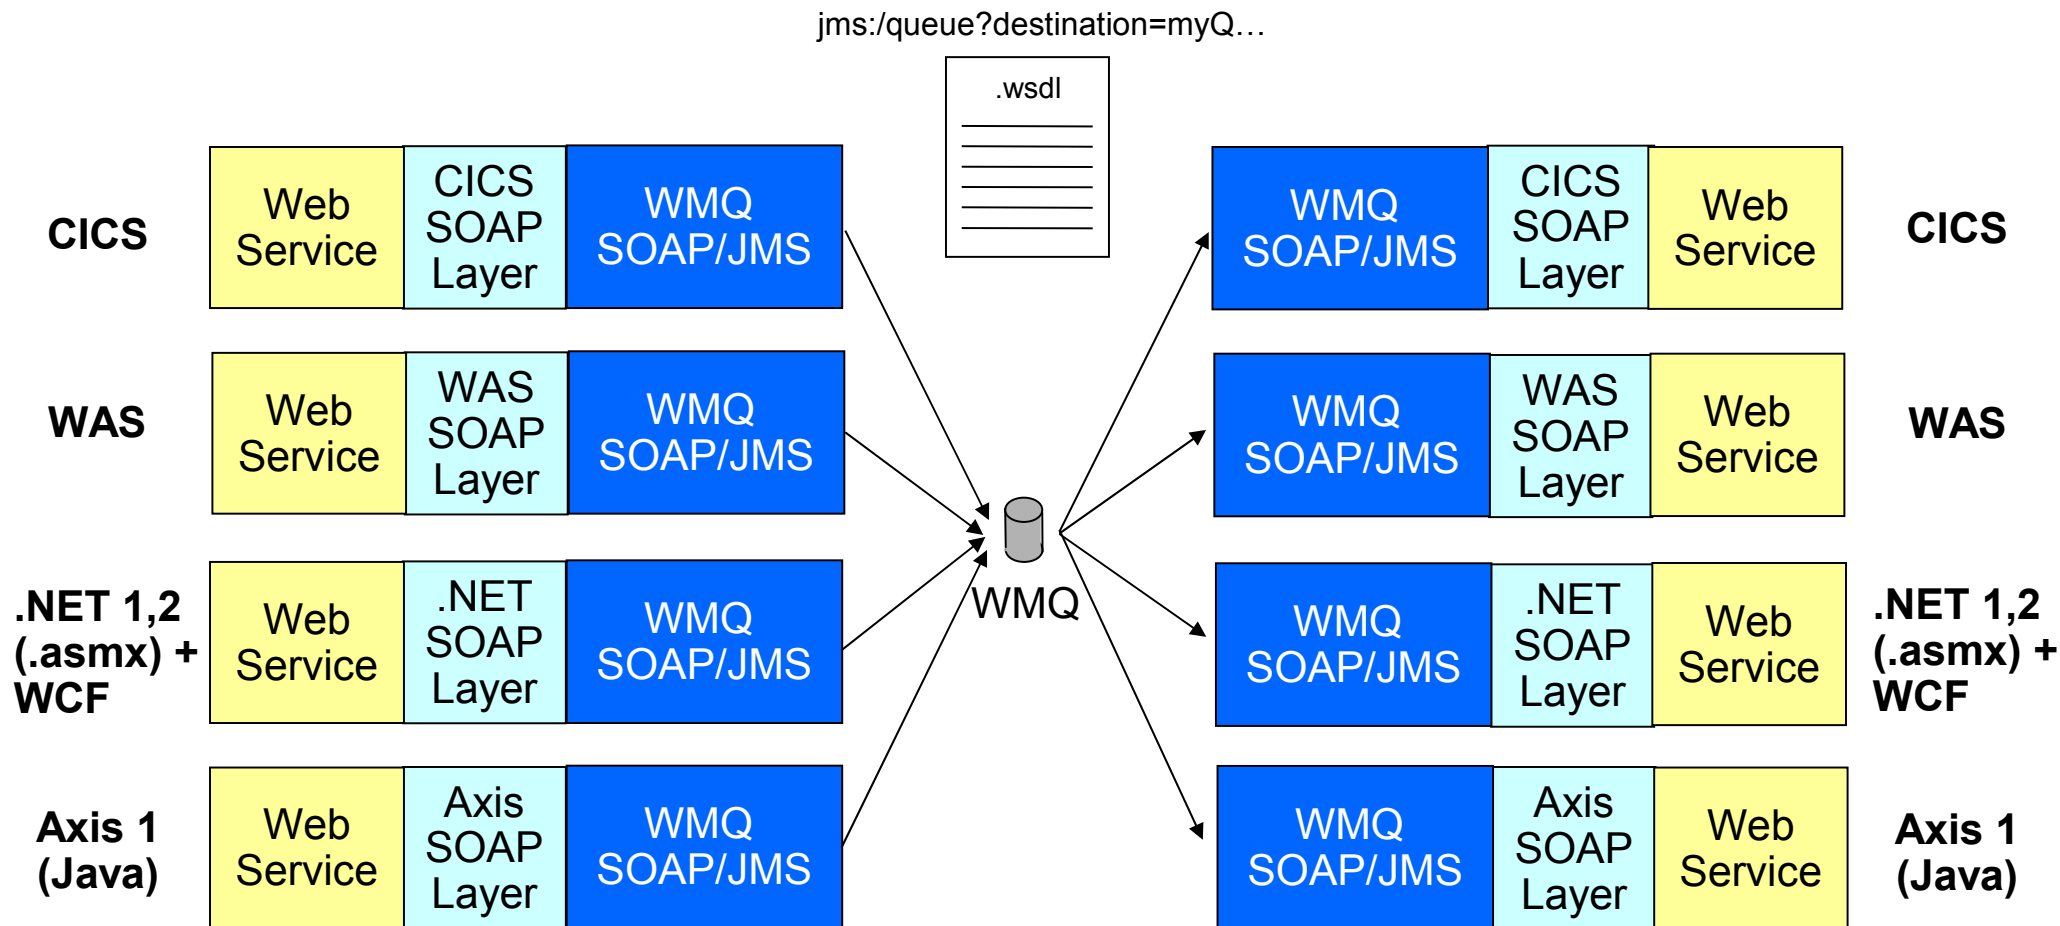 jms:/queue?destination=myQ…
.wsdl
CICS
Web
Service
CICS
SOAP
Layer
WMQ
SOAP/JMS
WMQ
SOAP/JMS
CICS
SOAP
Layer
Web
Service
CICS
WAS
Web
Service
WAS
SOAP
Layer
WMQ
SOAP/JMS
WMQ
SOAP/JMS
WAS
SOAP
Layer
Web
Service
WAS
WMQ
.NET 1,2
(.asmx) +
WCF
Web
Service
.NET
SOAP
Layer
WMQ
SOAP/JMS
WMQ
SOAP/JMS
.NET
SOAP
Layer
Web
Service
.NET 1,2
(.asmx) +
WCF
Axis 1
(Java)
Web
Service
Axis
SOAP
Layer
WMQ
SOAP/JMS
WMQ
SOAP/JMS
Axis
SOAP
Layer
Web
Service
Axis 1
(Java)